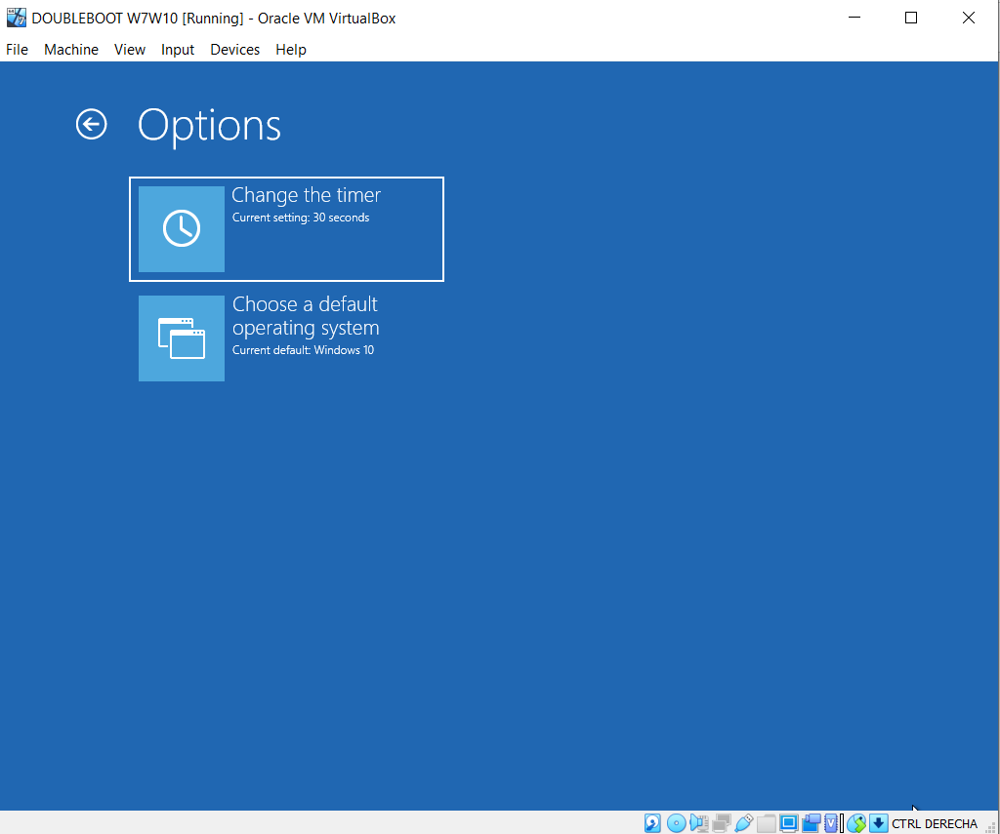 DOUBLEBOOT W7W10 [Running] - Oracle VM VirtualBox
File Machine View Input Devices Help
Options
Change the timer
Current setting: 30 seconds
Choose a default
operating system
Current default: Windows 10
CTRL DERECHA